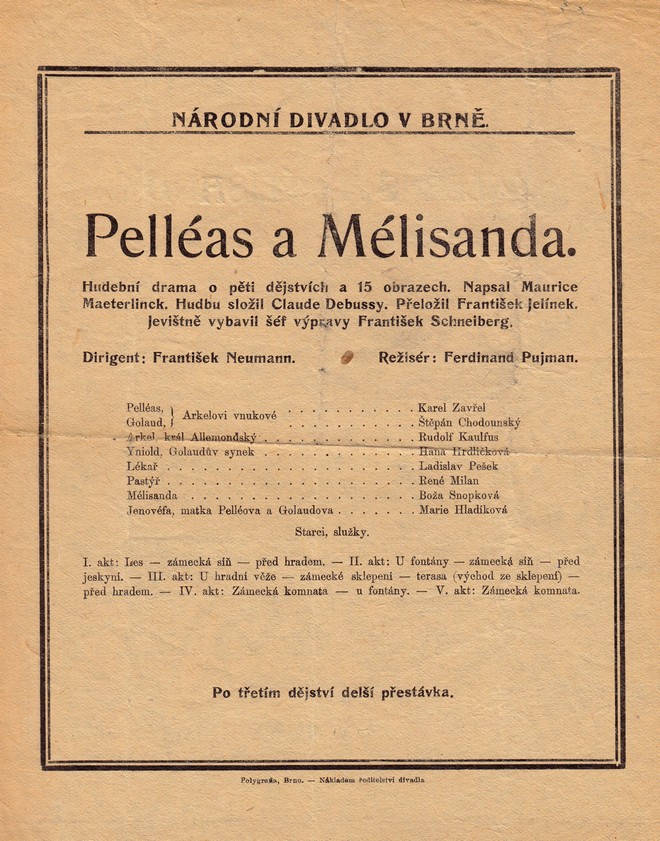 NÁRODNÍ DIVADLO V BRNĚ.
Pelléas a Mélisanda.
Hudební drama o pěti dějstvích a 15 obrazech. Napsal Maurice
Maeterlinck. Hudbu složil Claude Debussy. Přeložil František Jelínek.
Jevištně vybavil šéf výpravy František Schneiberg.
Dirigent: František Neumann. Režisér: Ferdinand Pujman.
Pelléas, } Arkelovi vnukové . . . . . . . . . . Karel Zavřel
Golaud, } . . . . . . . . . . Štěpán Chodounský
Arkel král Allemondský . . . . . . . . . . . . Rudolf Kaulfus
Yniold, Golaudův synek . . . . . . . . . . . . Hana Hrdličková
Lékař . . . . . . . . . . . . . . . . . . . . Ladislav Pešek
Pastýř . . . . . . . . . . . . . . . . . . . . René Milan
Mélisanda . . . . . . . . . . . . . . . . . . Boža Snopková
Jenovéfa, matka Pelléova a Golaudova . . . . . . Marie Hladíková
Starci, služky.
I. akt: Les — zámecká síň — před hradem. — II. akt: U fontány — zámecká síň — před
jeskyní. — III. akt: U hradní věže — zámecké sklepení — terasa (východ ze sklepení) —
před hradem. — IV. akt: Zámecká komnata — u fontány. — V. akt: Zámecká komnata.
Po třetím dějství delší přestávka.
Polygrafia, Brno. — Nákladem ředitelství divadla